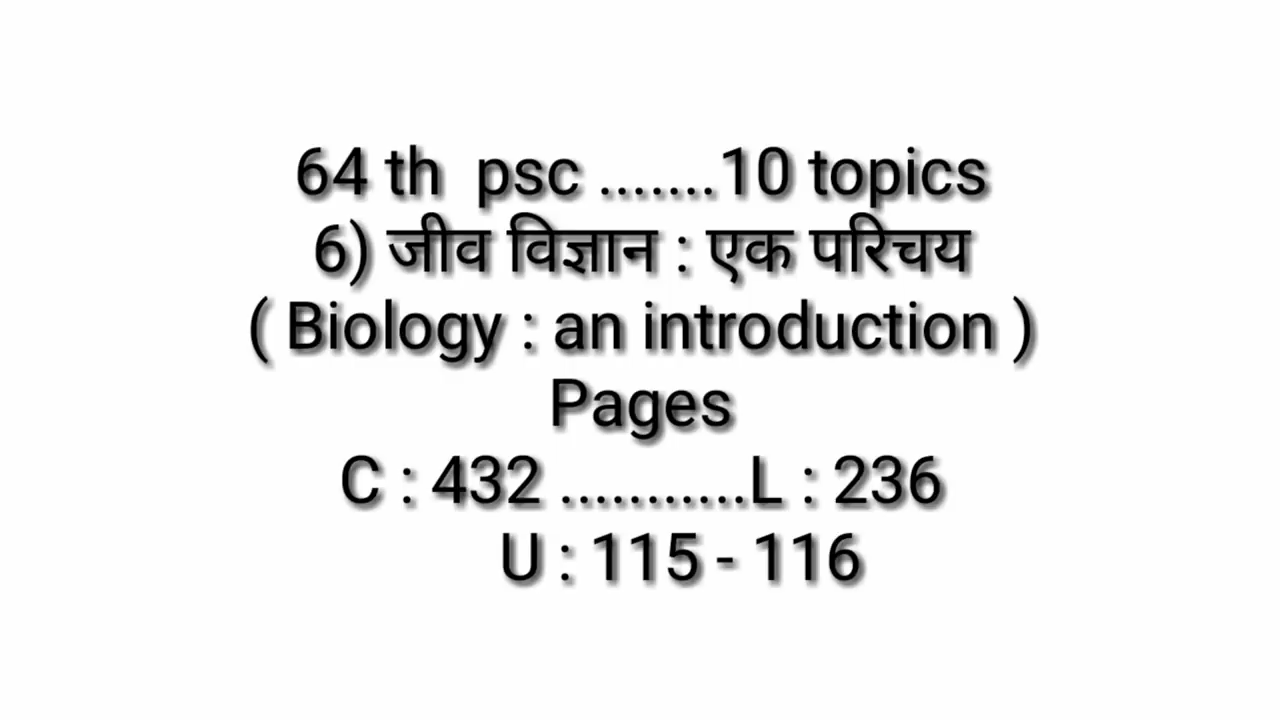 64 th  psc .......10 topics
6) जीव विज्ञान : एक परिचय
( Biology : an introduction )
Pages
C : 432 ...........L : 236
U : 115 - 116